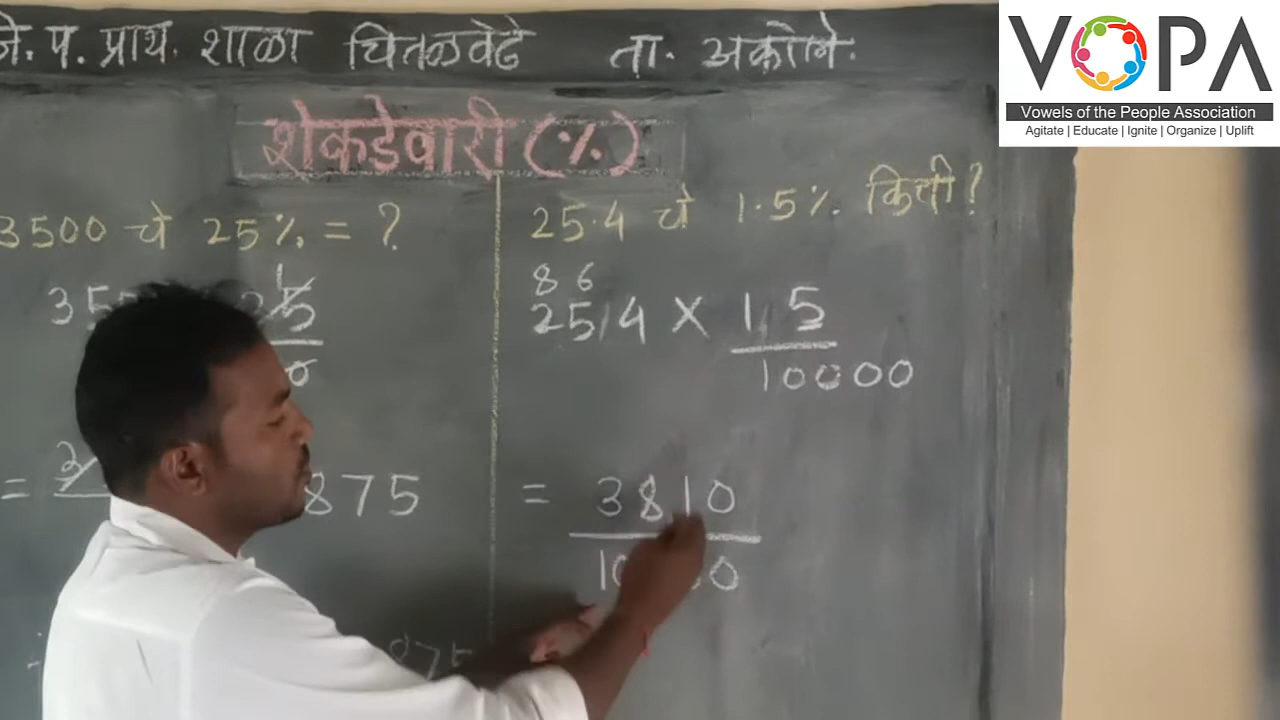 जि. प. प्राथ. शाळा चितळवेढे ता. अकोले.
VOPA
Vowels of the People Association
Agitate | Educate | Ignite | Organize | Uplift
शेकडेवारी (%)
3500 चे 25% = ?
25.4 चे 1.5% किती?
86
254 X 15
10000
=
875
= 3810